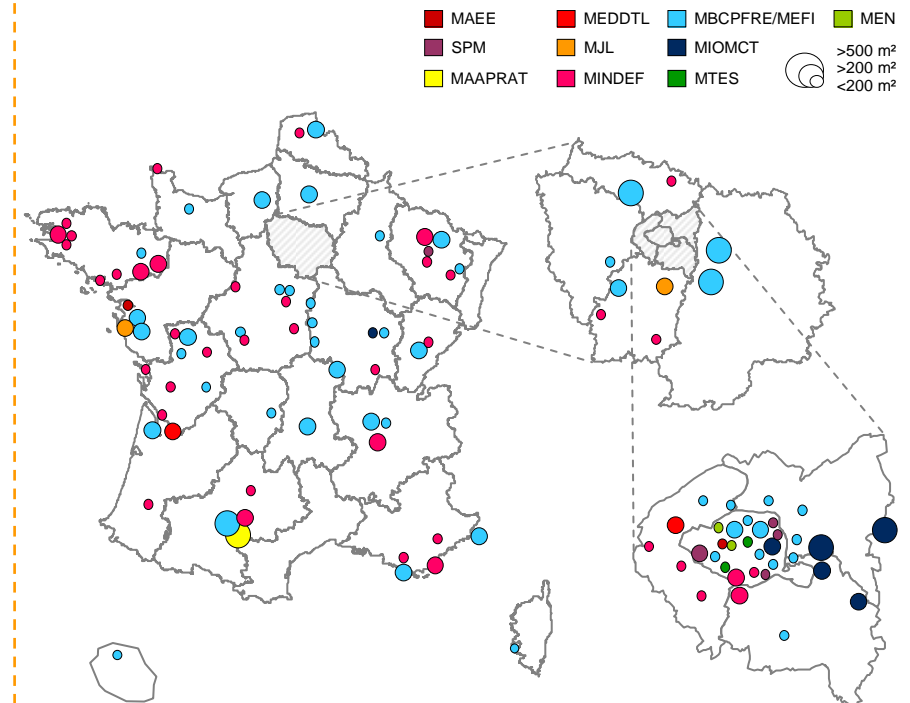 MAEE MEDDTL MBCPFRE/MEFI MEN
SPM MJL MIOMCT >500 m²
>200 m²
MAAPRAT MINDEF MTES <200 m²